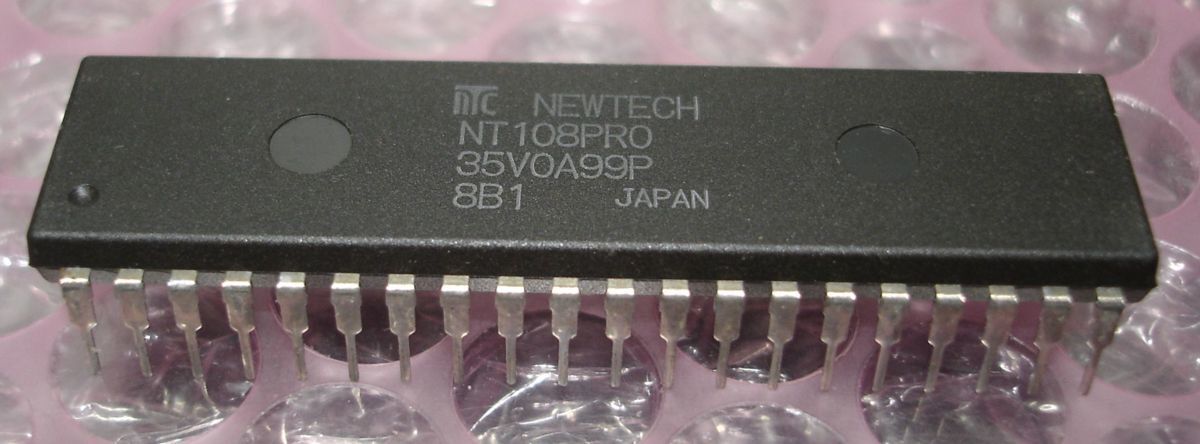 NTC NEWTECH
NT108PRO
35V0A99P
8B1 JAPAN